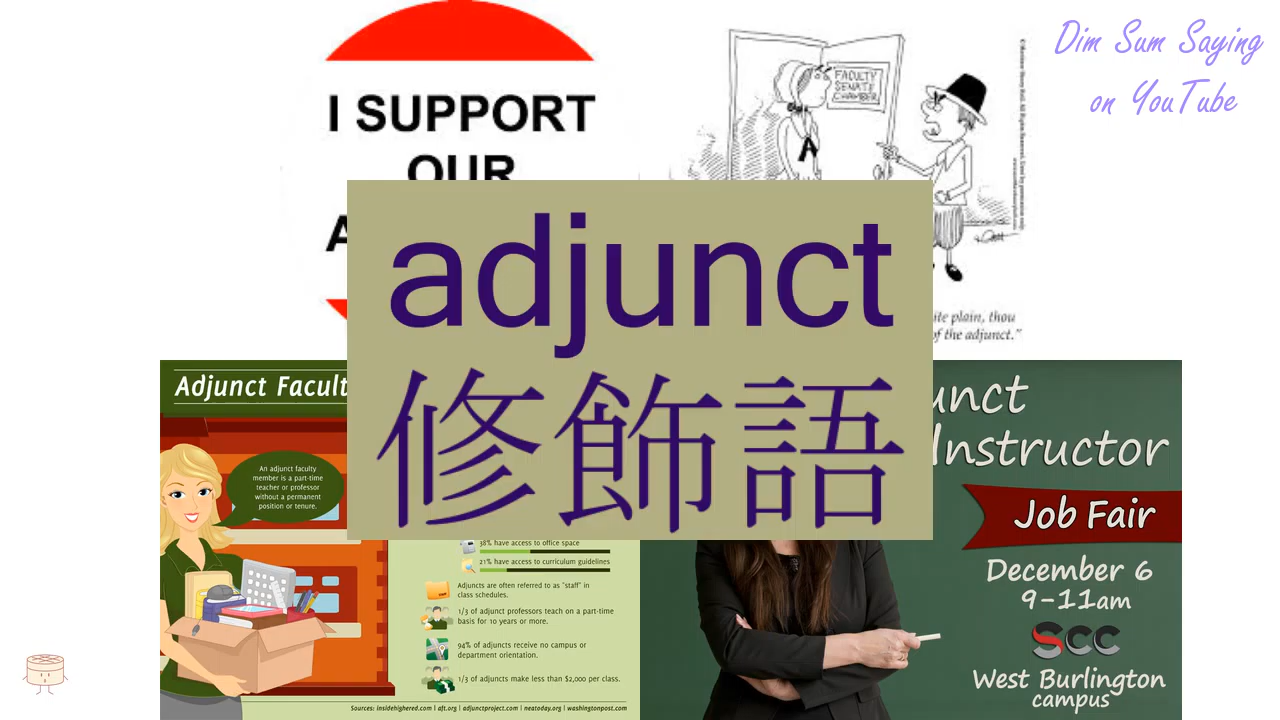 Dim Sum Saying
on YouTube
I SUPPORT
OUR
A
FACULTY
SENATE
CHAMBER
A
ite plain, thou
of the adjunct."
adjunct
修飾語
Adjunct Facult
An adjunct faculty
member is a part-time
teacher or professor
without a permanent
position or tenure.
38% have access to office space
21% have access to curriculum guidelines
Adjuncts are often referred to as "staff" in
class schedules.
1/3 of adjunct professors teach on a part-time
basis for 10 years or more.
94% of adjuncts receive no campus or
department orientation.
1/3 of adjuncts make less than $2,000 per class.
Sources: insidehighered.com | aft.org | adjunctproject.com | neatoday.org | washingtonpost.com
unct
Instructor
Job Fair
December 6
9-11am
SCC
West Burlington
campus